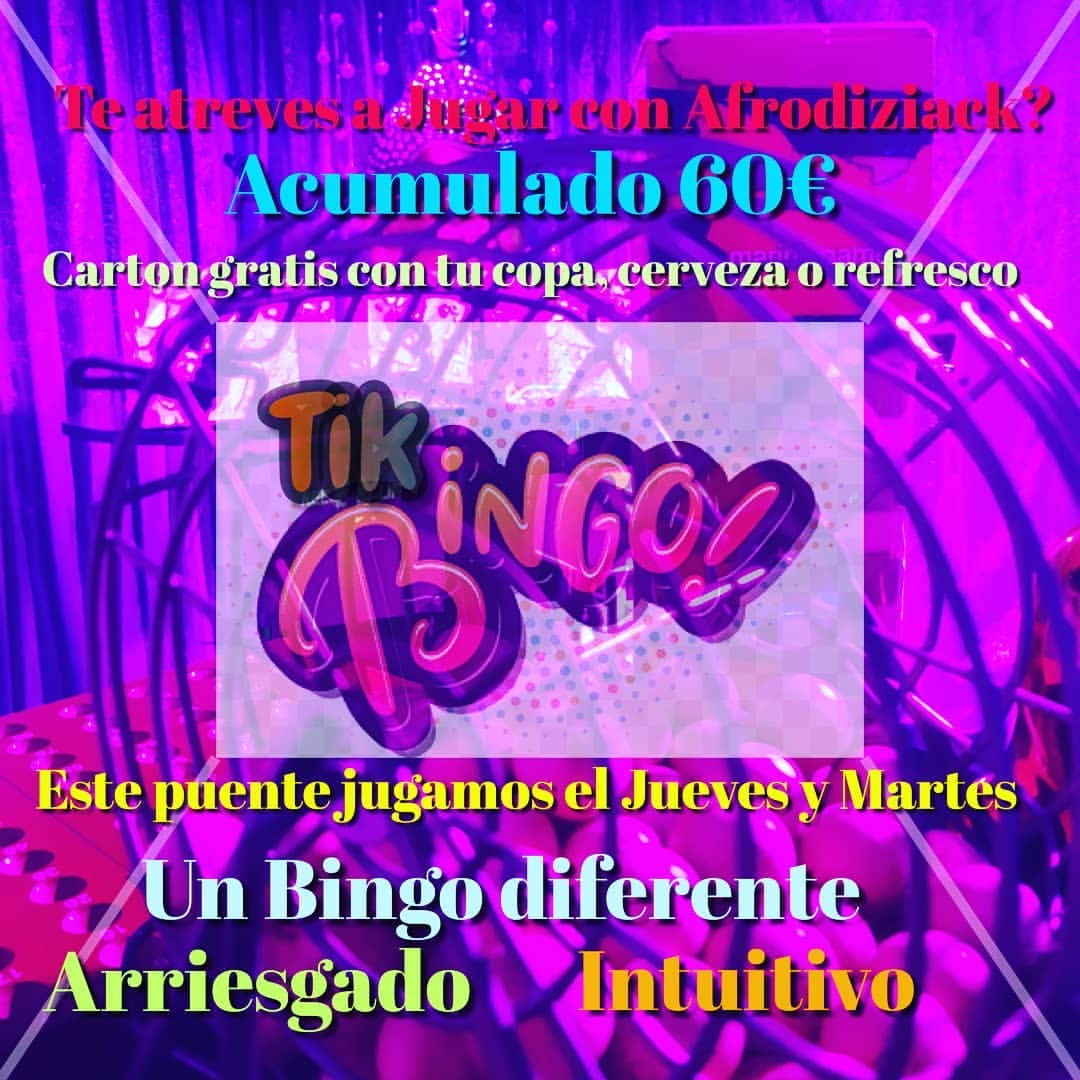 Te atreves a Jugar con Afrodiziack?
Acumulado 60€
Carton gratis con tu copa, cerveza o refresco
Tik
BiNGO!
Este puente jugamos el Jueves y Martes
Un Bingo diferente
Arriesgado Intuitivo